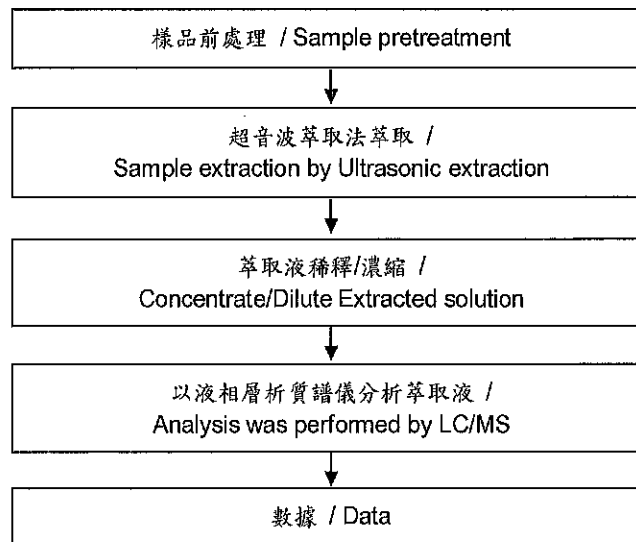 樣品前處理 / Sample pretreatment
超音波萃取法萃取 /
Sample extraction by Ultrasonic extraction
萃取液稀釋/濃縮 /
Concentrate/Dilute Extracted solution
以液相層析質譜儀分析萃取液 /
Analysis was performed by LC/MS
數據 / Data